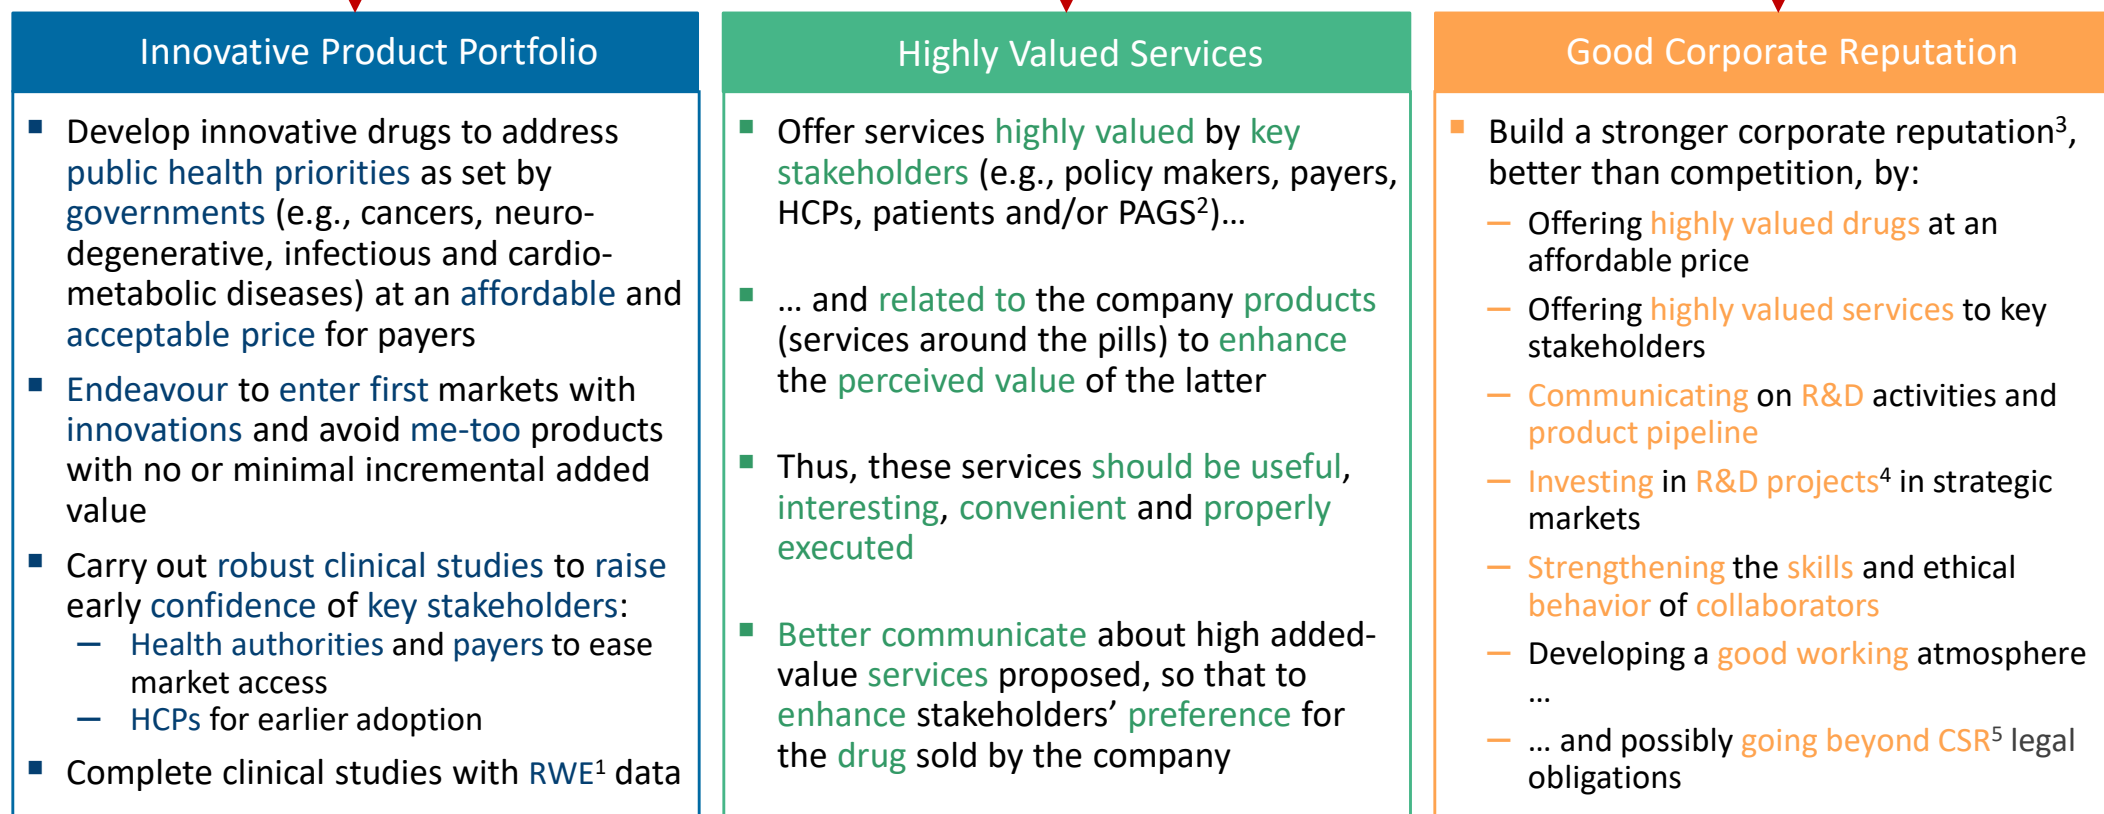 Innovative Product Portfolio
▪ Develop innovative drugs to address
public health priorities as set by
governments (e.g., cancers, neuro-
degenerative, infectious and cardio-
metabolic diseases) at an affordable and
acceptable price for payers
▪ Endeavour to enter first markets with
innovations and avoid me-too products
with no or minimal incremental added
value
▪ Carry out robust clinical studies to raise
early confidence of key stakeholders:
– Health authorities and payers to ease
market access
– HCPs for earlier adoption
▪ Complete clinical studies with RWE¹ data
Highly Valued Services
▪ Offer services highly valued by key
stakeholders (e.g., policy makers, payers,
HCPs, patients and/or PAGS²)…
▪ … and related to the company products
(services around the pills) to enhance
the perceived value of the latter
▪ Thus, these services should be useful,
interesting, convenient and properly
executed
▪ Better communicate about high added-
value services proposed, so that to
enhance stakeholders’ preference for
the drug sold by the company
Good Corporate Reputation
▪ Build a stronger corporate reputation³,
better than competition, by:
– Offering highly valued drugs at an
affordable price
– Offering highly valued services to key
stakeholders
– Communicating on R&D activities and
product pipeline
– Investing in R&D projects⁴ in strategic
markets
– Strengthening the skills and ethical
behavior of collaborators
– Developing a good working atmosphere
…
– … and possibly going beyond CSR⁵ legal
obligations